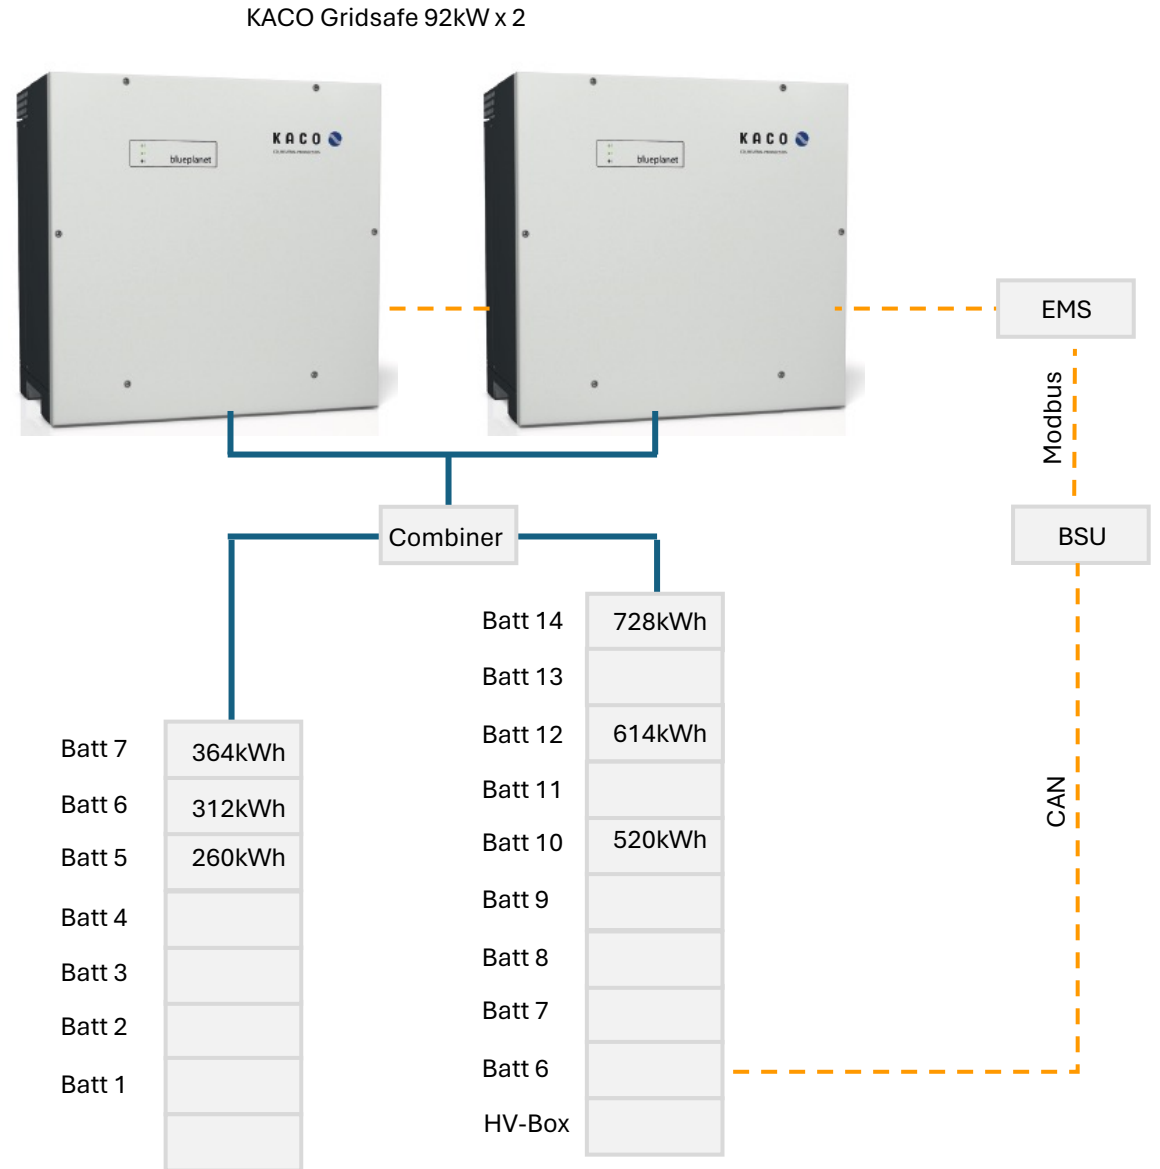 KACO Gridsafe 92kW x 2
blueplanet
KACO
blueplanet
KACO
EMS
Modbus
BSU
Combiner
CAN
Batt 14
728kWh
Batt 13
Batt 12
614kWh
Batt 11
Batt 10
520kWh
Batt 9
Batt 8
Batt 7
Batt 6
HV-Box
Batt 7
364kWh
Batt 6
312kWh
Batt 5
260kWh
Batt 4
Batt 3
Batt 2
Batt 1